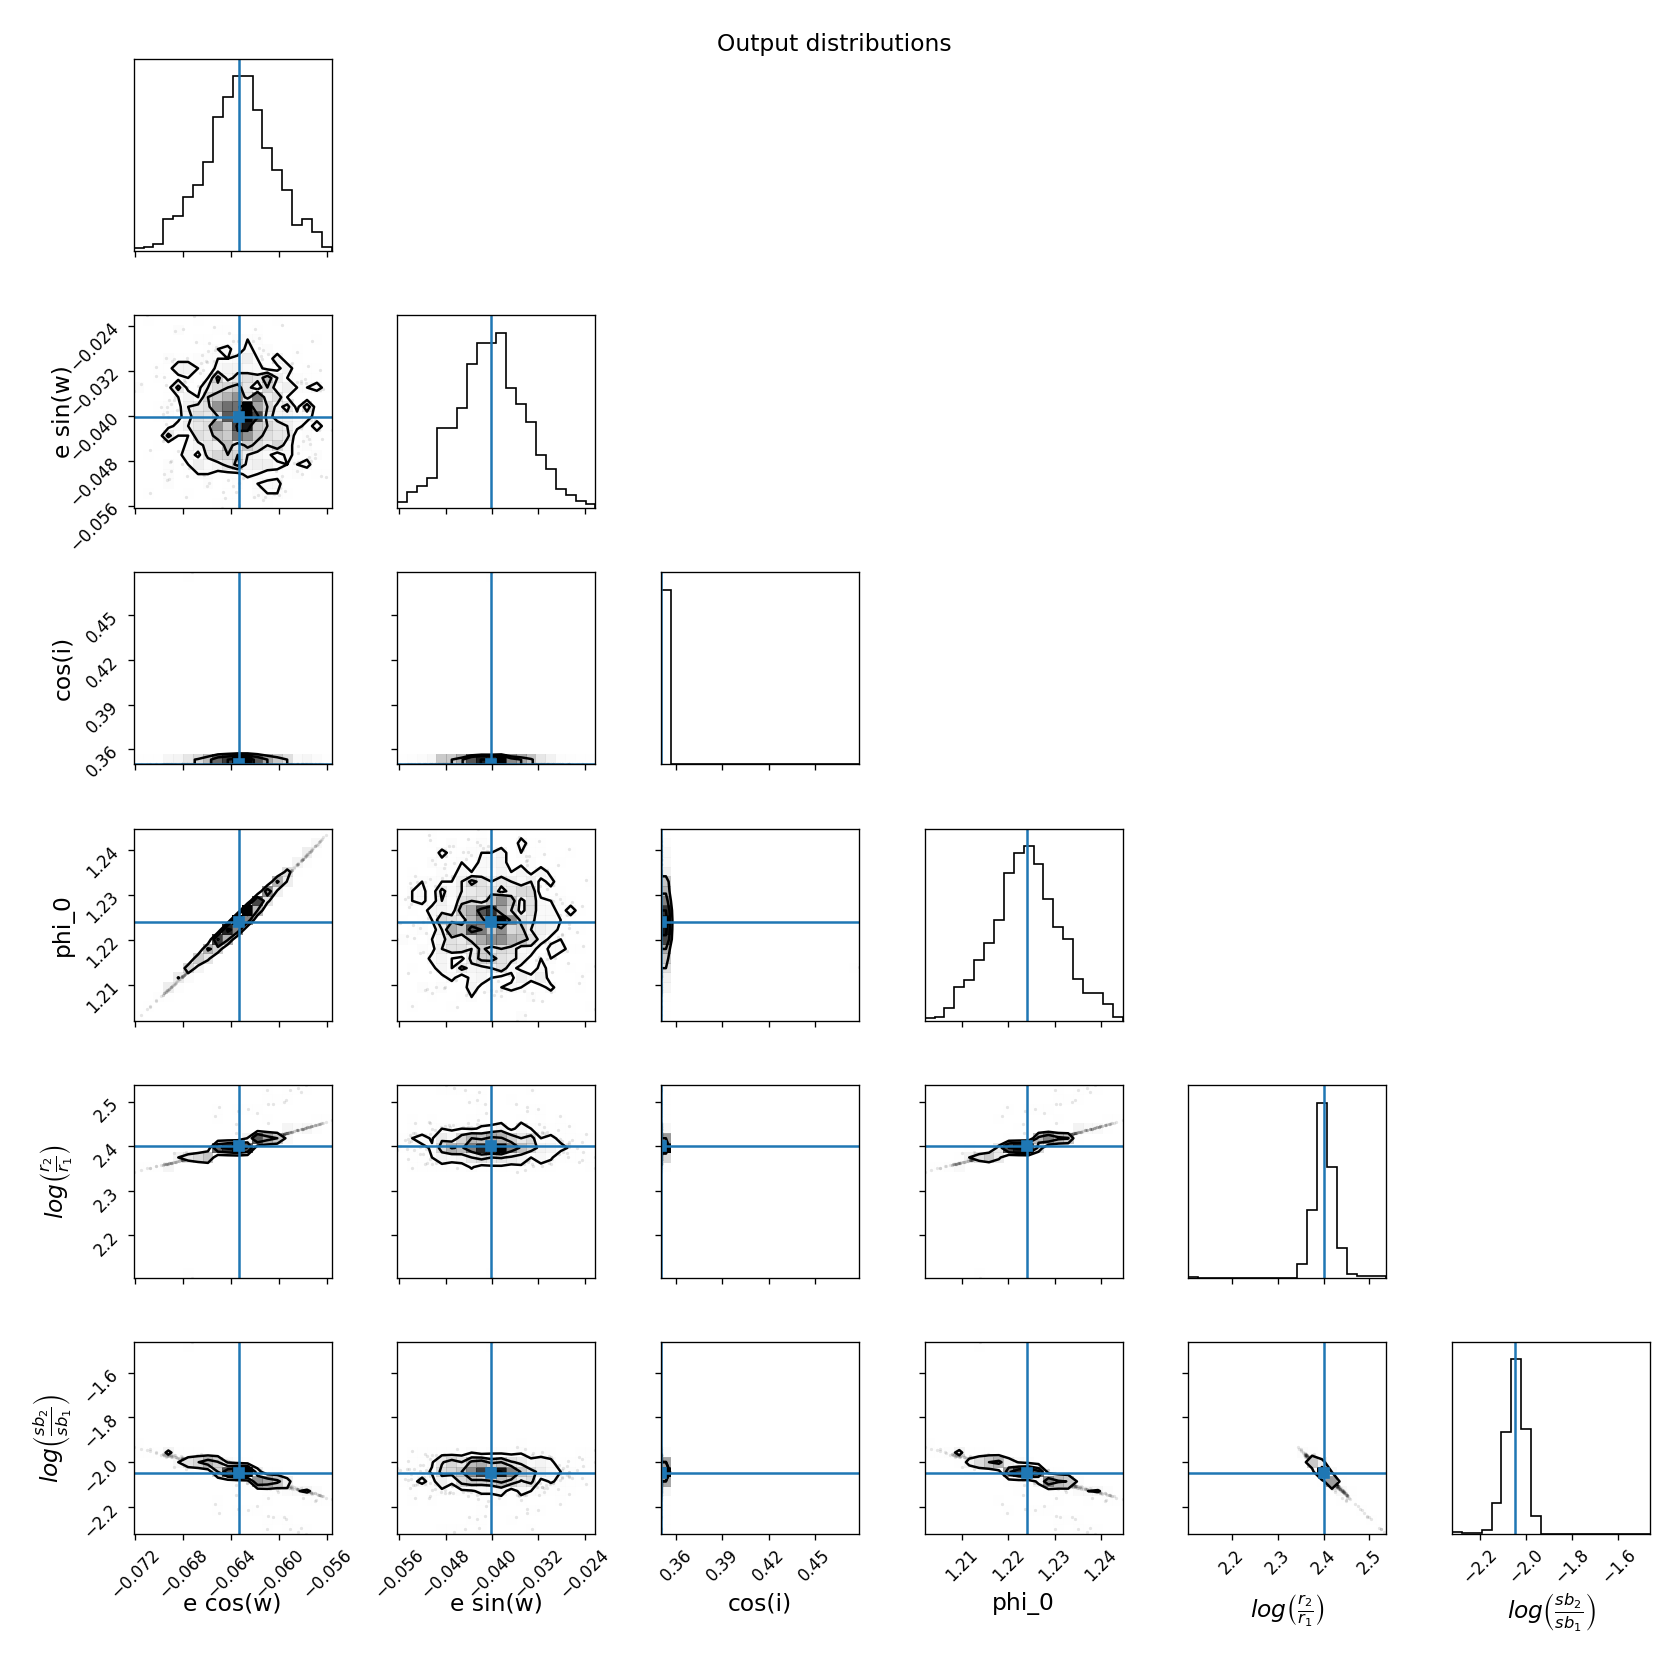 Output distributions
e sin(w)
−0.024
−0.032
−0.040
−0.048
−0.056
cos(i)
0.45
0.42
0.39
0.36
phi_0
1.24
1.23
1.22
1.21
log(r₂/r₁)
2.5
2.4
2.3
2.2
log(sb₂/sb₁)
−1.6
−1.8
−2.0
−2.2
−0.072 −0.068 −0.064 −0.060 −0.056
e cos(w)
−0.056 −0.048 −0.040 −0.032 −0.024
e sin(w)
0.36 0.39 0.42 0.45
cos(i)
1.21 1.22 1.23 1.24
phi_0
2.2 2.3 2.4 2.5
log(r₂/r₁)
−2.2 −2.0 −1.8 −1.6
log(sb₂/sb₁)